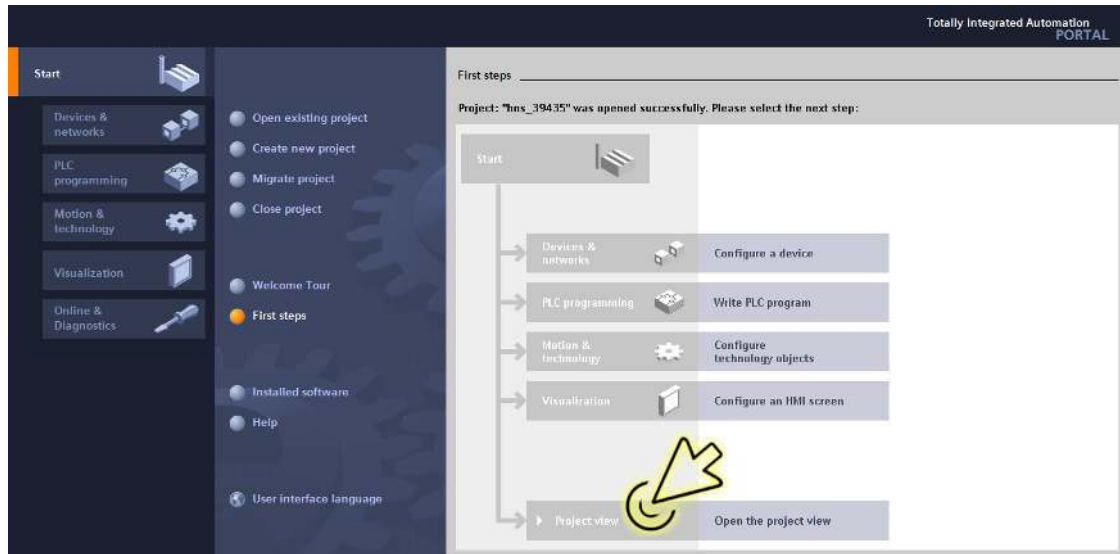 Totally Integrated Automation
PORTAL
Start
Devices &
networks
PLC
programming
Motion &
technology
Visualization
Online &
Diagnostics
Open existing project
Create new project
Migrate project
Close project
Welcome Tour
First steps
Installed software
Help
User interface language
First steps
Project: "hns_39435" was opened successfully. Please select the next step:
Start
Devices &
networks
Configure a device
PLC programming
Write PLC program
Motion &
technology
Configure
technology objects
Visualization
Configure an HMI screen
Project view
Open the project view